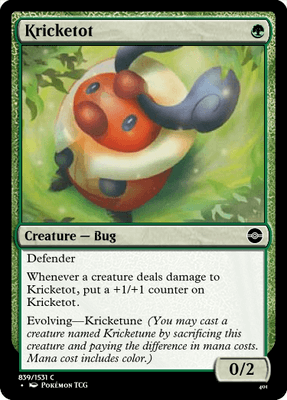 Kricketot
Creature — Bug
Defender
Whenever a creature deals damage to
Kricketot, put a +1/+1 counter on
Kricketot.
Evolving—Kricketune (You may cast a
creature named Kricketune by sacrificing this
creature and paying the difference in mana costs.
Mana cost includes color.)
0/2
839/1531 C
• Pokémon TCG
401